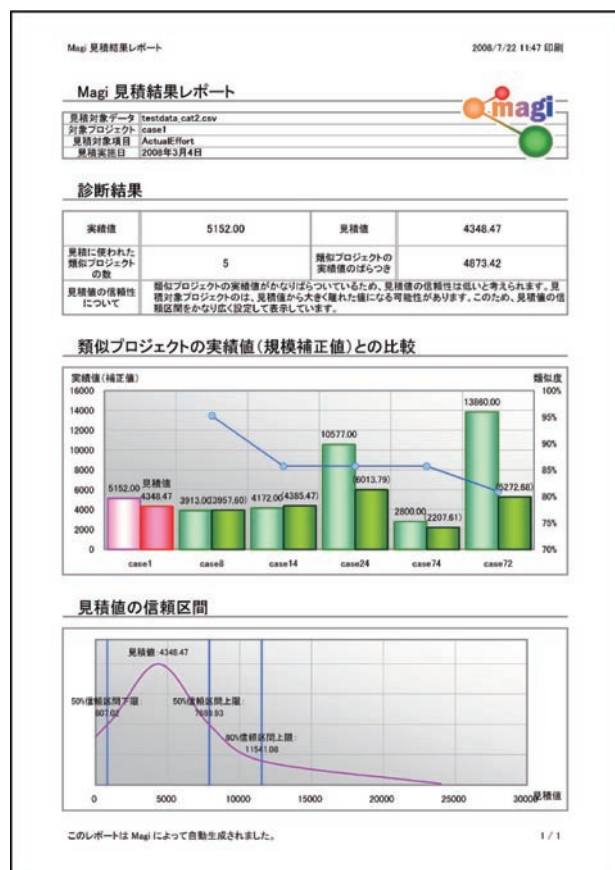 Magi 見積結果レポート 2008/7/22 11:47 印刷
Magi 見積結果レポート
magi
見積対象データ testdata_cat2.csv
対象プロジェクト case1
見積対象項目 ActualEffort
見積実施日 2008年3月4日
診断結果
実績値 5152.00 見積値 4348.47
見積に使われた類似プロジェクトの数 5 類似プロジェクトの実績値のばらつき 4873.42
見積値の信頼性について
類似プロジェクトの実績値がかなりばらついているため、見積値の信頼性は低いと考えられます。見
積対象プロジェクトのは、見積値から大きく離れた値になる可能性があります。このため、見積値の信
頼区間をかなり広く設定して表示しています。
類似プロジェクトの実績値(規模補正値)との比較
実績値(補正値) 類似度
16000 100%
14000 95%
12000 90%
10000
8000 85%
6000 80%
4000
2000 75%
0 70%
13860.00
10577.00
5152.00 見積値 4348.47
3913.00 (3957.60)
4172.00 (4385.47)
(6013.79)
2800.00 (2207.61)
(5272.68)
case1 case8 case14 case24 case74 case72
見積値の信頼区間
見積値:4348.47
50%信頼区間下限:
50%信頼区間上限:
80%信頼区間上限:
11541.08
0 5000 10000 15000 20000 25000 30000 見積値
このレポートは Magi によって自動生成されました。 1 / 1